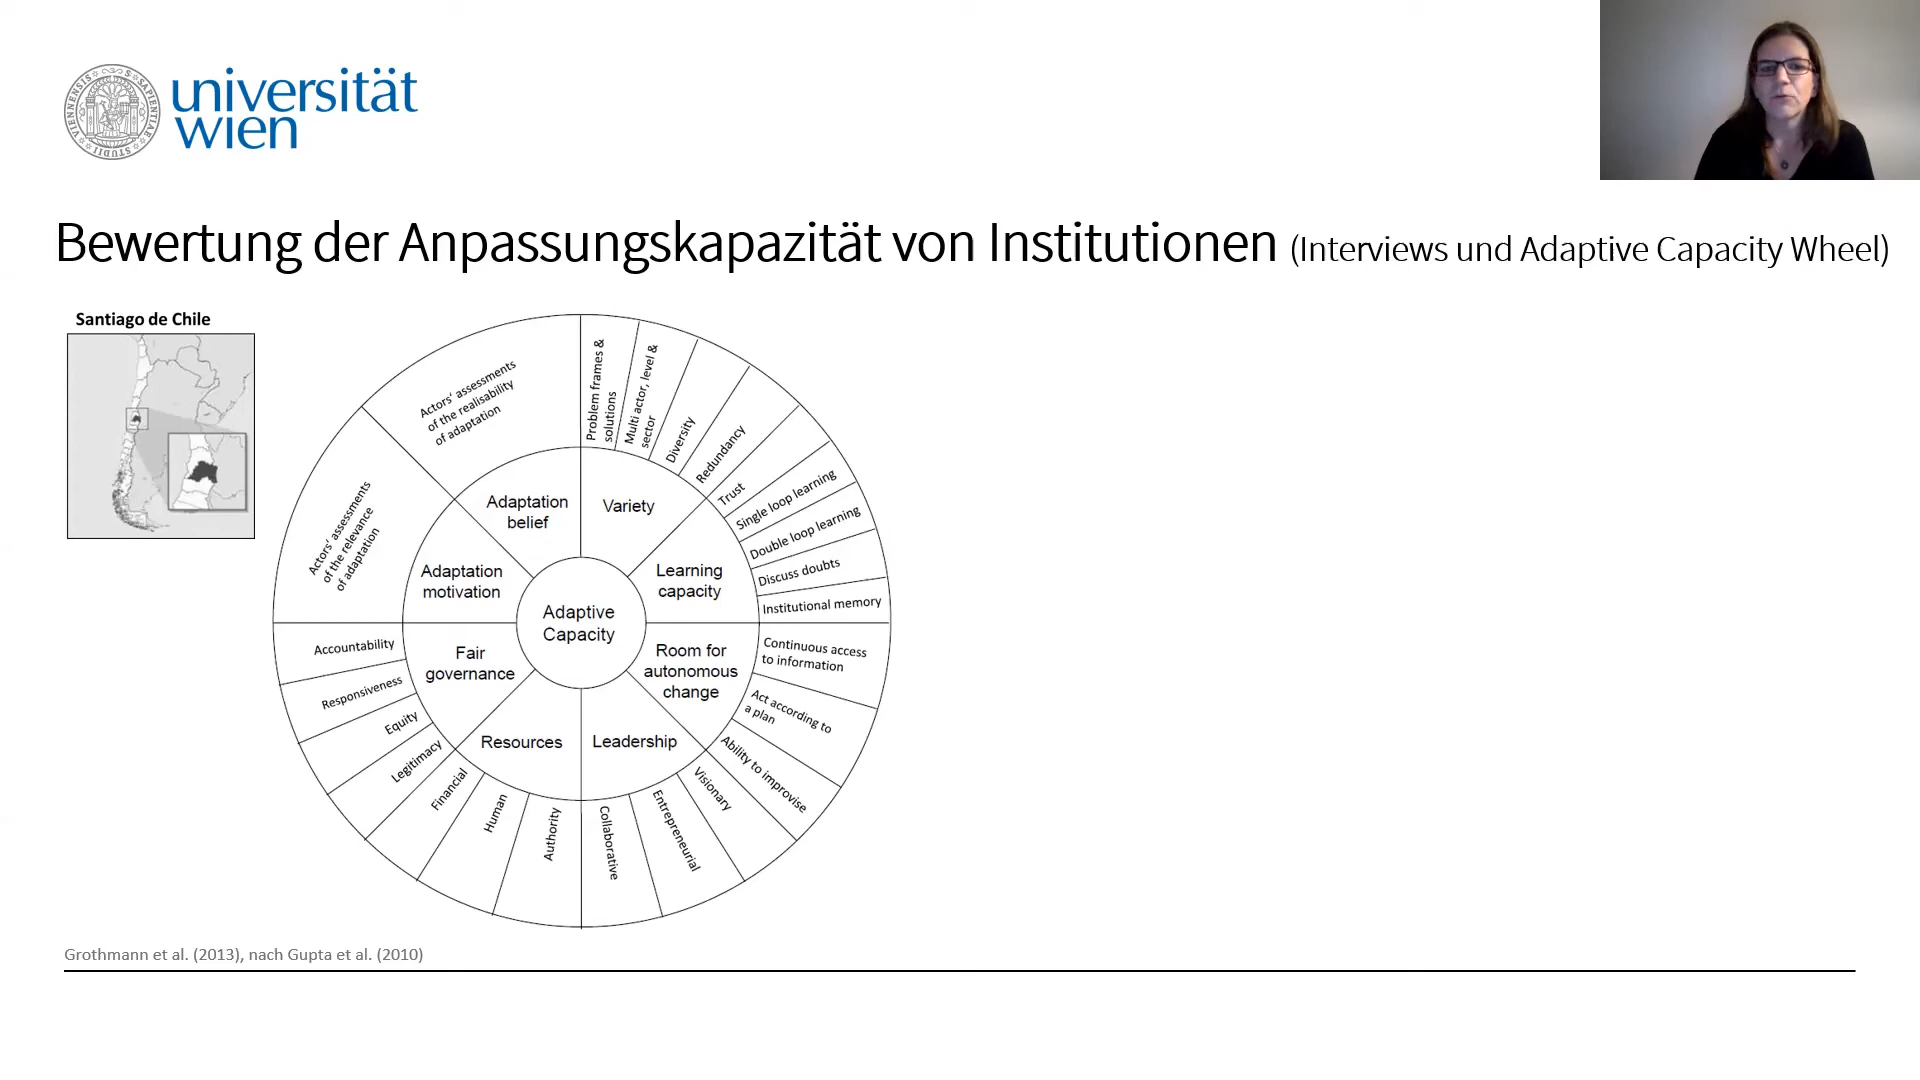 universität
wien
Bewertung der Anpassungskapazität von Institutionen (Interviews und Adaptive Capacity Wheel)
Santiago de Chile
Actors' assessments
of the realisability
of adaptation
Problem frames &
solutions
Multi actor, level &
sector
Diversity
Redundancy
Trust
Single loop learning
Double loop learning
Discuss doubts
Institutional memory
Continuous access
to information
Act according to
a plan
Ability to improvise
Visionary
Entrepreneurial
Collaborative
Authority
Human
Financial
Legitimacy
Equity
Responsiveness
Accountability
Actors' assessments
of the relevance
of adaptation
Adaptation
belief
Variety
Learning
capacity
Room for
autonomous
change
Leadership
Resources
Fair
governance
Adaptation
motivation
Adaptive
Capacity
Grothmann et al. (2013), nach Gupta et al. (2010)